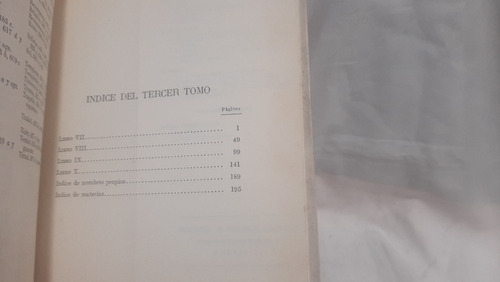 INDICE DEL TERCER TOMO
Páginas
LIBRO VII 1
LIBRO VIII 49
LIBRO IX 99
LIBRO X 141
Indice de nombres propios 189
Indice de materias 195